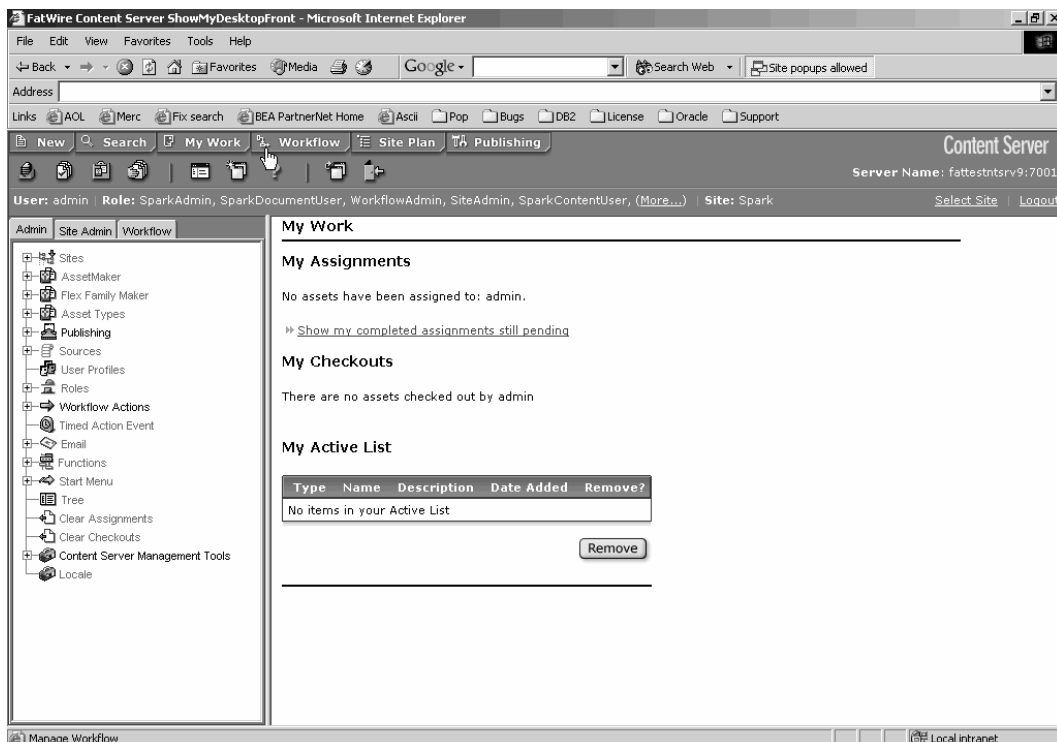 FatWire Content Server ShowMyDesktopFront - Microsoft Internet Explorer
File Edit View Favorites Tools Help
Back Favorites Media Google Search Web Site popups allowed
Address
Links AOL Merc Fix search BEA PartnerNet Home Ascii Pop Bugs DB2 License Oracle Support
New Search My Work Workflow Site Plan Publishing
Content Server
Server Name: fattestntsrv9:7001
User: admin | Role: SparkAdmin, SparkDocumentUser, WorkflowAdmin, SiteAdmin, SparkContentUser, (More...) | Site: Spark
Select Site | Logout
Admin Site Admin Workflow
Sites
AssetMaker
Flex Family Maker
Asset Types
Publishing
Sources
User Profiles
Roles
Workflow Actions
Timed Action Event
Email
Functions
Start Menu
Tree
Clear Assignments
Clear Checkouts
Content Server Management Tools
Locale
My Work
My Assignments
No assets have been assigned to: admin.
Show my completed assignments still pending
My Checkouts
There are no assets checked out by admin
My Active List
Type Name Description Date Added Remove?
No items in your Active List
Remove
Manage Workflow
Local intranet